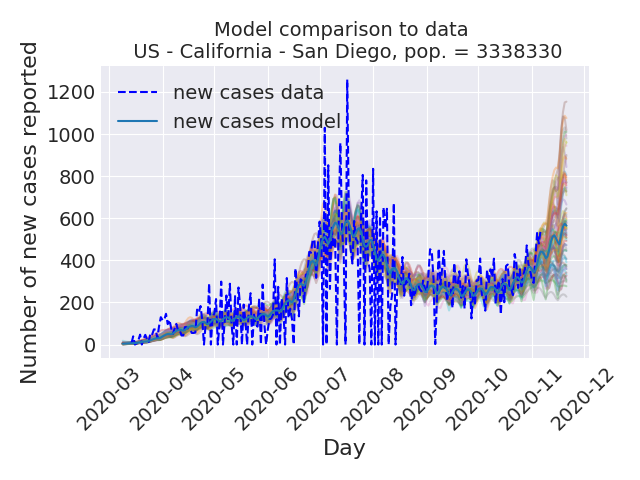 Model comparison to data
US - California - San Diego, pop. = 3338330
Number of new cases reported
1200
1000
800
600
400
200
0
new cases data
new cases model
2020-03
2020-04
2020-05
2020-06
2020-07
2020-08
2020-09
2020-10
2020-11
2020-12
Day